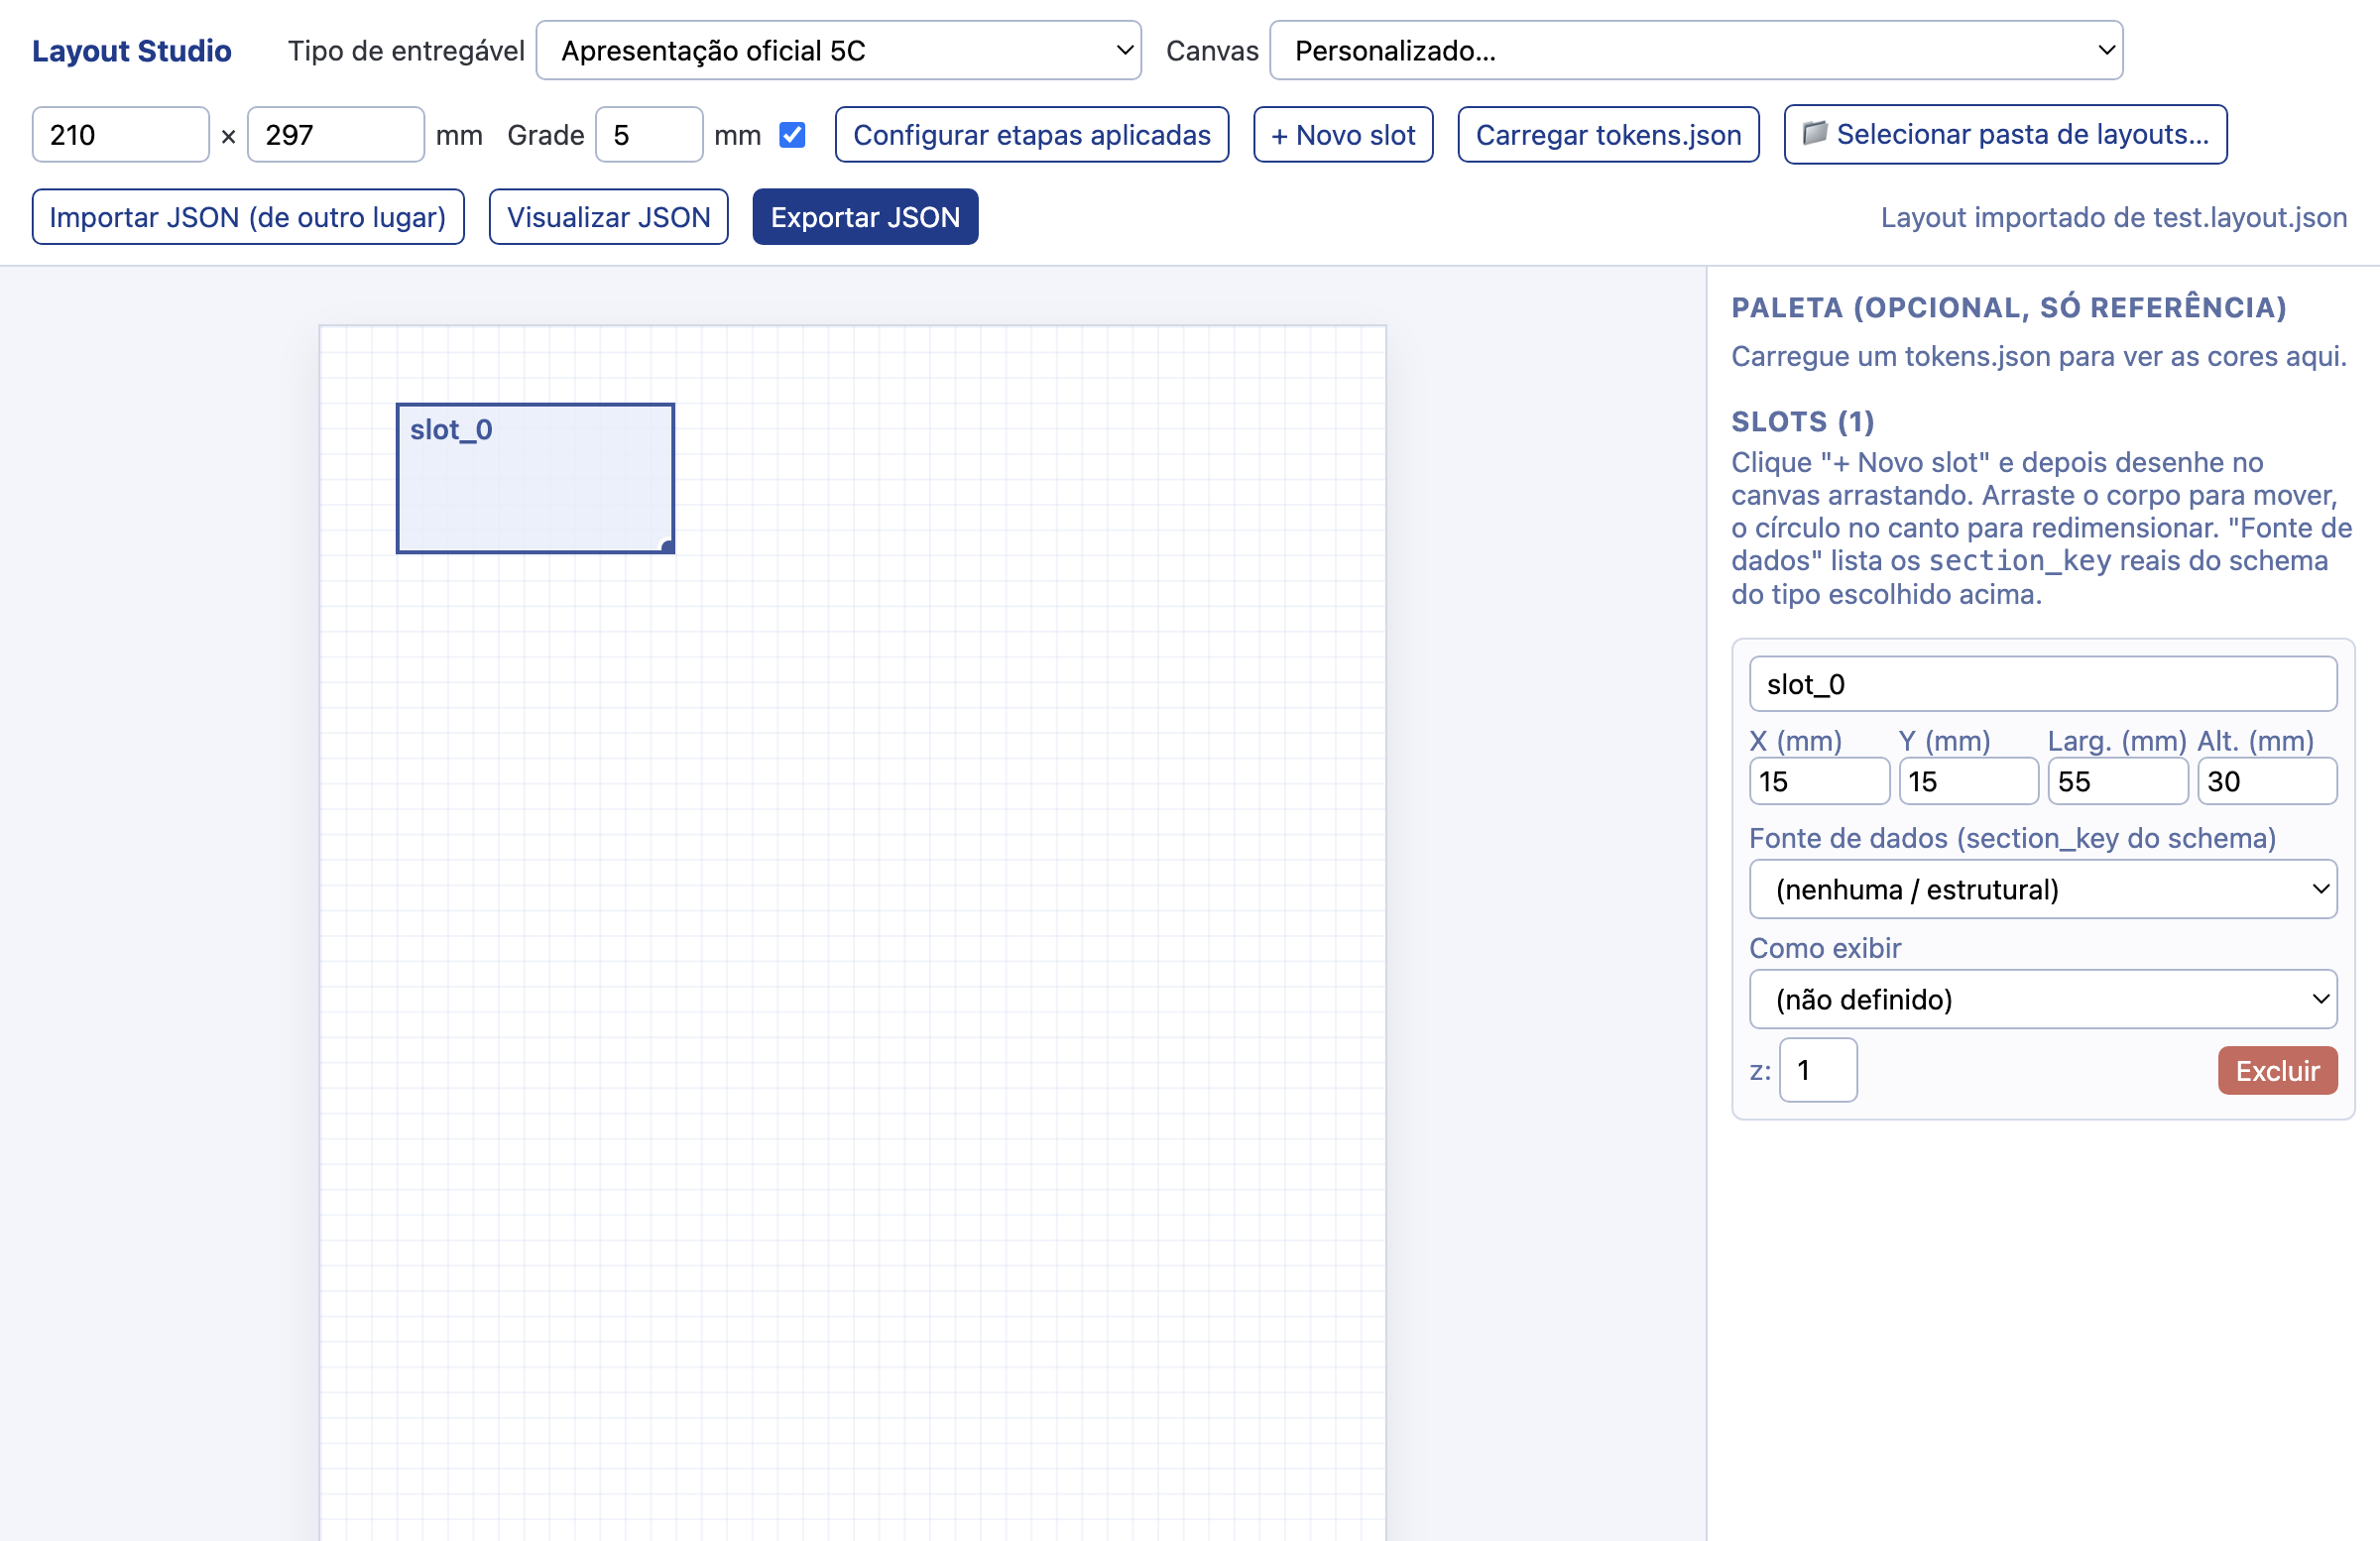 Layout Studio Tipo de entregável Apresentação oficial 5C Canvas Personalizado...
210 × 297 mm Grade 5 mm Configurar etapas aplicadas + Novo slot Carregar tokens.json Selecionar pasta de layouts...
Importar JSON (de outro lugar) Visualizar JSON Exportar JSON Layout importado de test.layout.json
slot_0
PALETA (OPCIONAL, SÓ REFERÊNCIA)
Carregue um tokens.json para ver as cores aqui.
SLOTS (1)
Clique "+ Novo slot" e depois desenhe no
canvas arrastando. Arraste o corpo para mover,
o círculo no canto para redimensionar. "Fonte de
dados" lista os section_key reais do schema
do tipo escolhido acima.
slot_0
X (mm) Y (mm) Larg. (mm) Alt. (mm)
15 15 55 30
Fonte de dados (section_key do schema)
(nenhuma / estrutural)
Como exibir
(não definido)
z: 1 Excluir